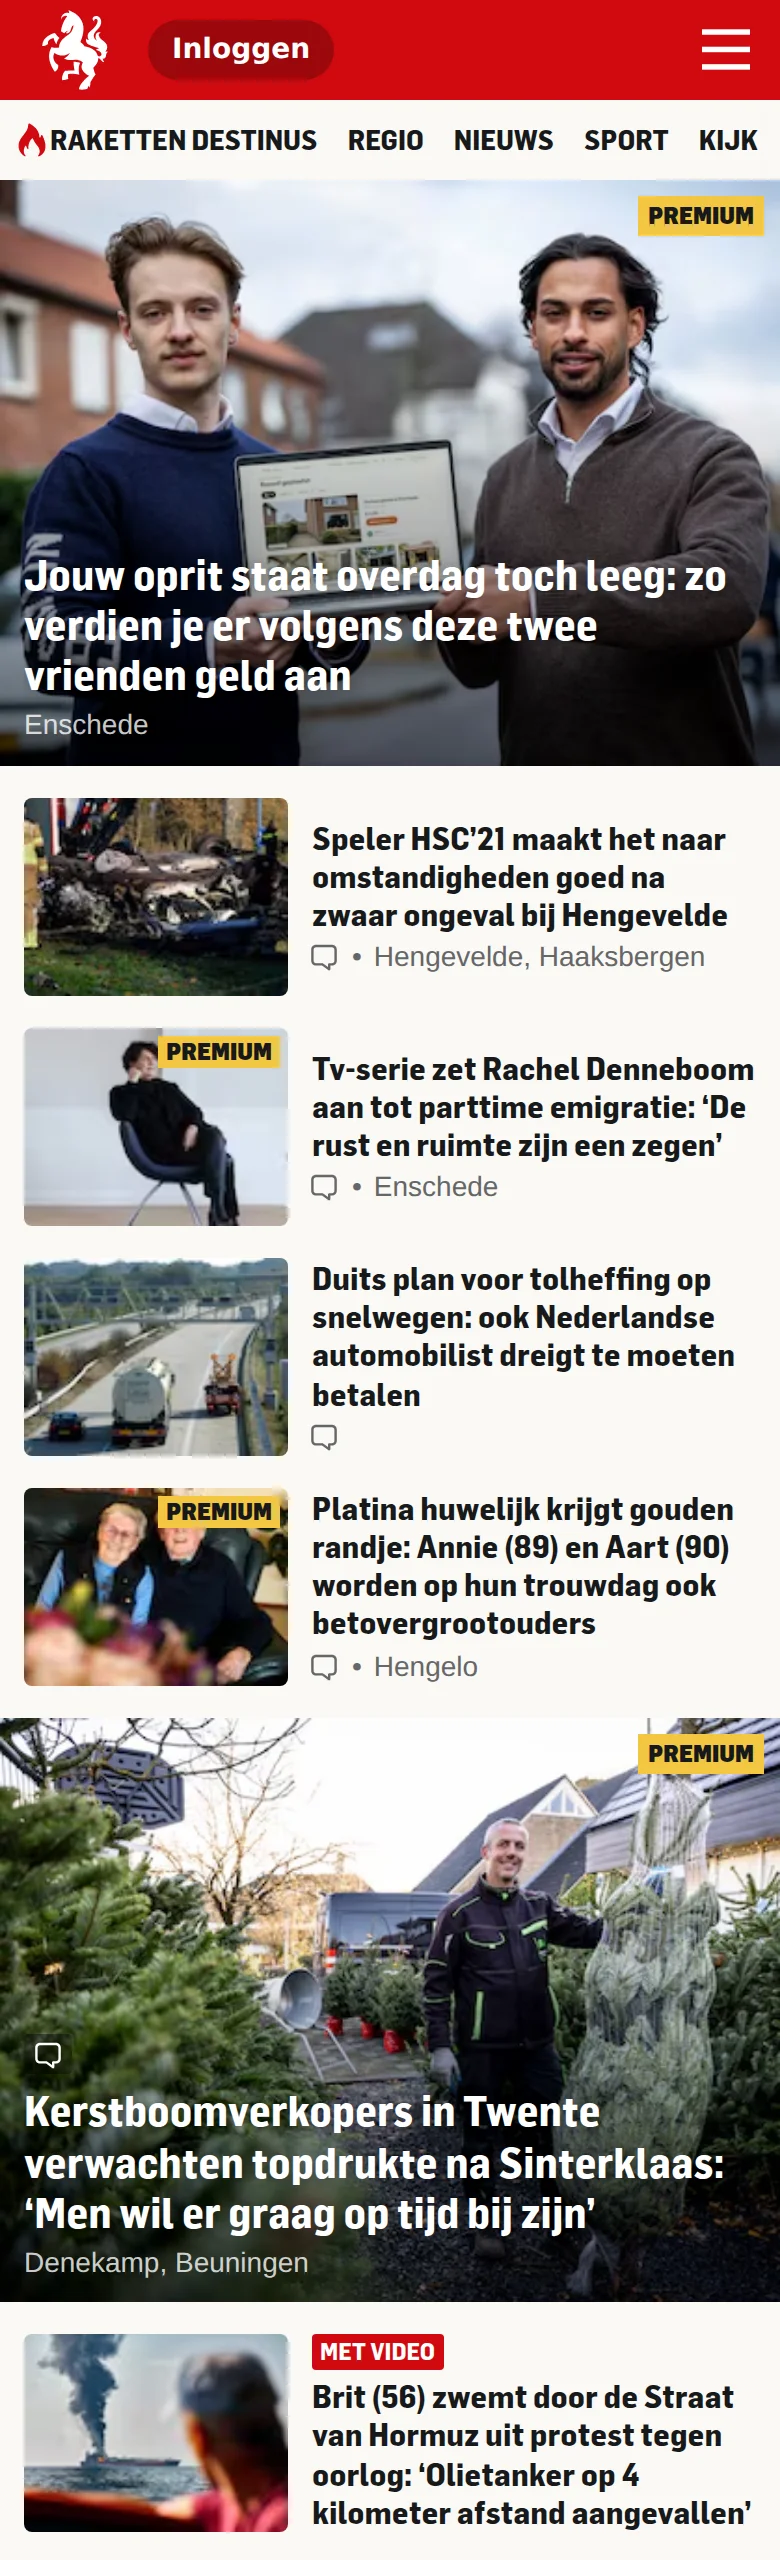 Inloggen
RAKETTEN DESTINUS REGIO NIEUWS SPORT KIJK
PREMIUM
Jouw oprit staat overdag toch leeg: zo
verdien je er volgens deze twee
vrienden geld aan
Enschede
Speler HSC’21 maakt het naar
omstandigheden goed na
zwaar ongeval bij Hengevelde
• Hengevelde, Haaksbergen
PREMIUM
Tv-serie zet Rachel Denneboom
aan tot parttime emigratie: ‘De
rust en ruimte zijn een zegen’
• Enschede
Duits plan voor tolheffing op
snelwegen: ook Nederlandse
automobilist dreigt te moeten
betalen
PREMIUM
Platina huwelijk krijgt gouden
randje: Annie (89) en Aart (90)
worden op hun trouwdag ook
betovergrootouders
• Hengelo
PREMIUM
Kerstboomverkopers in Twente
verwachten topdrukte na Sinterklaas:
‘Men wil er graag op tijd bij zijn’
Denekamp, Beuningen
MET VIDEO
Brit (56) zwemt door de Straat
van Hormuz uit protest tegen
oorlog: ‘Olietanker op 4
kilometer afstand aangevallen’